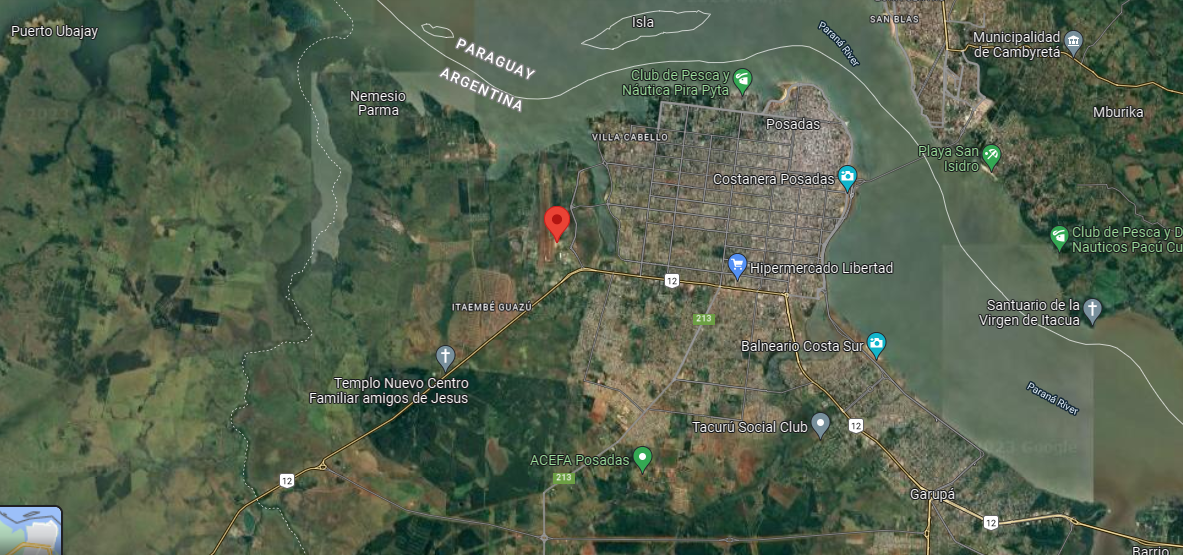 Puerto Ubajay
Isla
SAN BLAS
Paraná River
Municipalidad
de Cambyretá
PARAGUAY
ARGENTINA
Club de Pesca y
Náutica Pira Pyta
Nemesio
Parma
Mburika
Posadas
VILLA CABELLO
Playa San
Isidro
Costanera Posadas
Club de Pesca y D
Nauticos Pacú Cu
Hipermercado Libertad
12
ITAEMBÉ GUAZÚ
213
Santuario de la
Virgen de Itacua
Balneario Costa Sur
Templo Nuevo Centro
Familiar amigos de Jesus
Paraná River
Tacurú Social Club
12
ACEFA Posadas
213
12
Garupá
12
Barrio